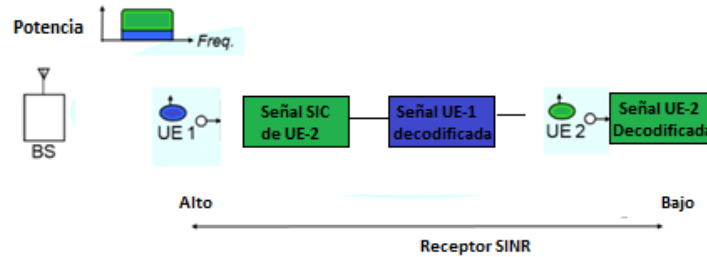 Potencia
Freq.
BS
UE 1
Señal SIC
de UE-2
Señal UE-1
decodificada
UE 2
Señal UE-2
Decodificada
Alto
Bajo
Receptor SINR